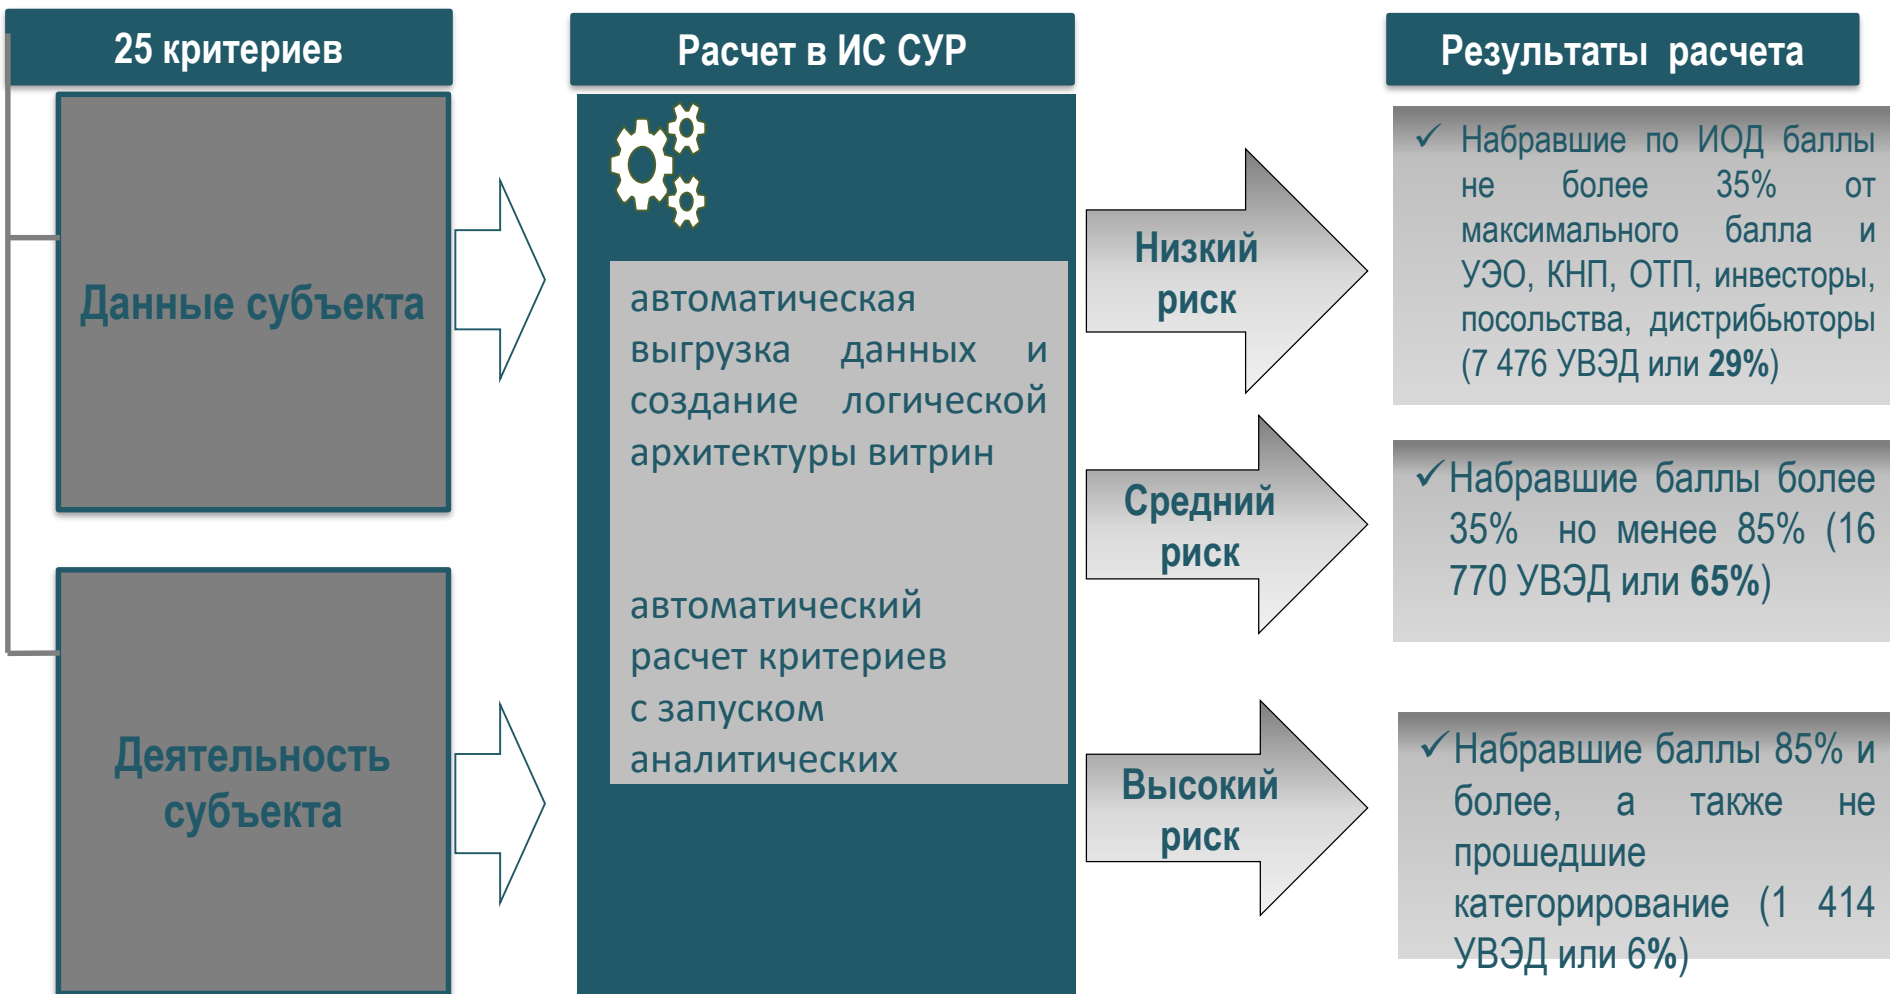 25 критериев
Данные субъекта
Деятельность
субъекта
Расчет в ИС СУР
автоматическая
выгрузка данных и
создание логической
архитектуры витрин
автоматический
расчет критериев
с запуском
аналитических
Низкий
риск
Средний
риск
Высокий
риск
Результаты расчета
✓ Набравшие по ИОД баллы
не более 35% от
максимального балла и
УЭО, КНП, ОТП, инвесторы,
посольства, дистрибьюторы
(7 476 УВЭД или 29%)
✓ Набравшие баллы более
35% но менее 85% (16
770 УВЭД или 65%)
✓ Набравшие баллы 85% и
более, а также не
прошедшие
категорирование (1 414
УВЭД или 6%)